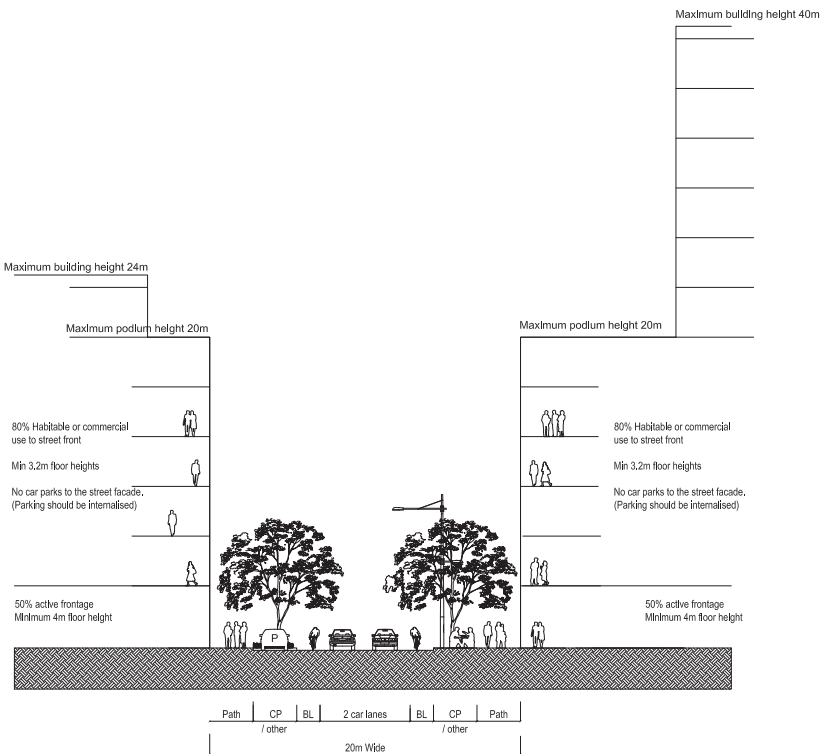 Maximum building height 40m
Maximum building height 24m
Maximum podium height 20m
Maximum podium height 20m
80% Habitable or commercial
use to street front
Min 3.2m floor heights
No car parks to the street facade.
(Parking should be internalised)
80% Habitable or commercial
use to street front
Min 3.2m floor heights
No car parks to the street facade.
(Parking should be internalised)
50% active frontage
Minimum 4m floor height
50% active frontage
Minimum 4m floor height
P
Path CP BL 2 car lanes BL CP Path
/ other / other
20m Wide